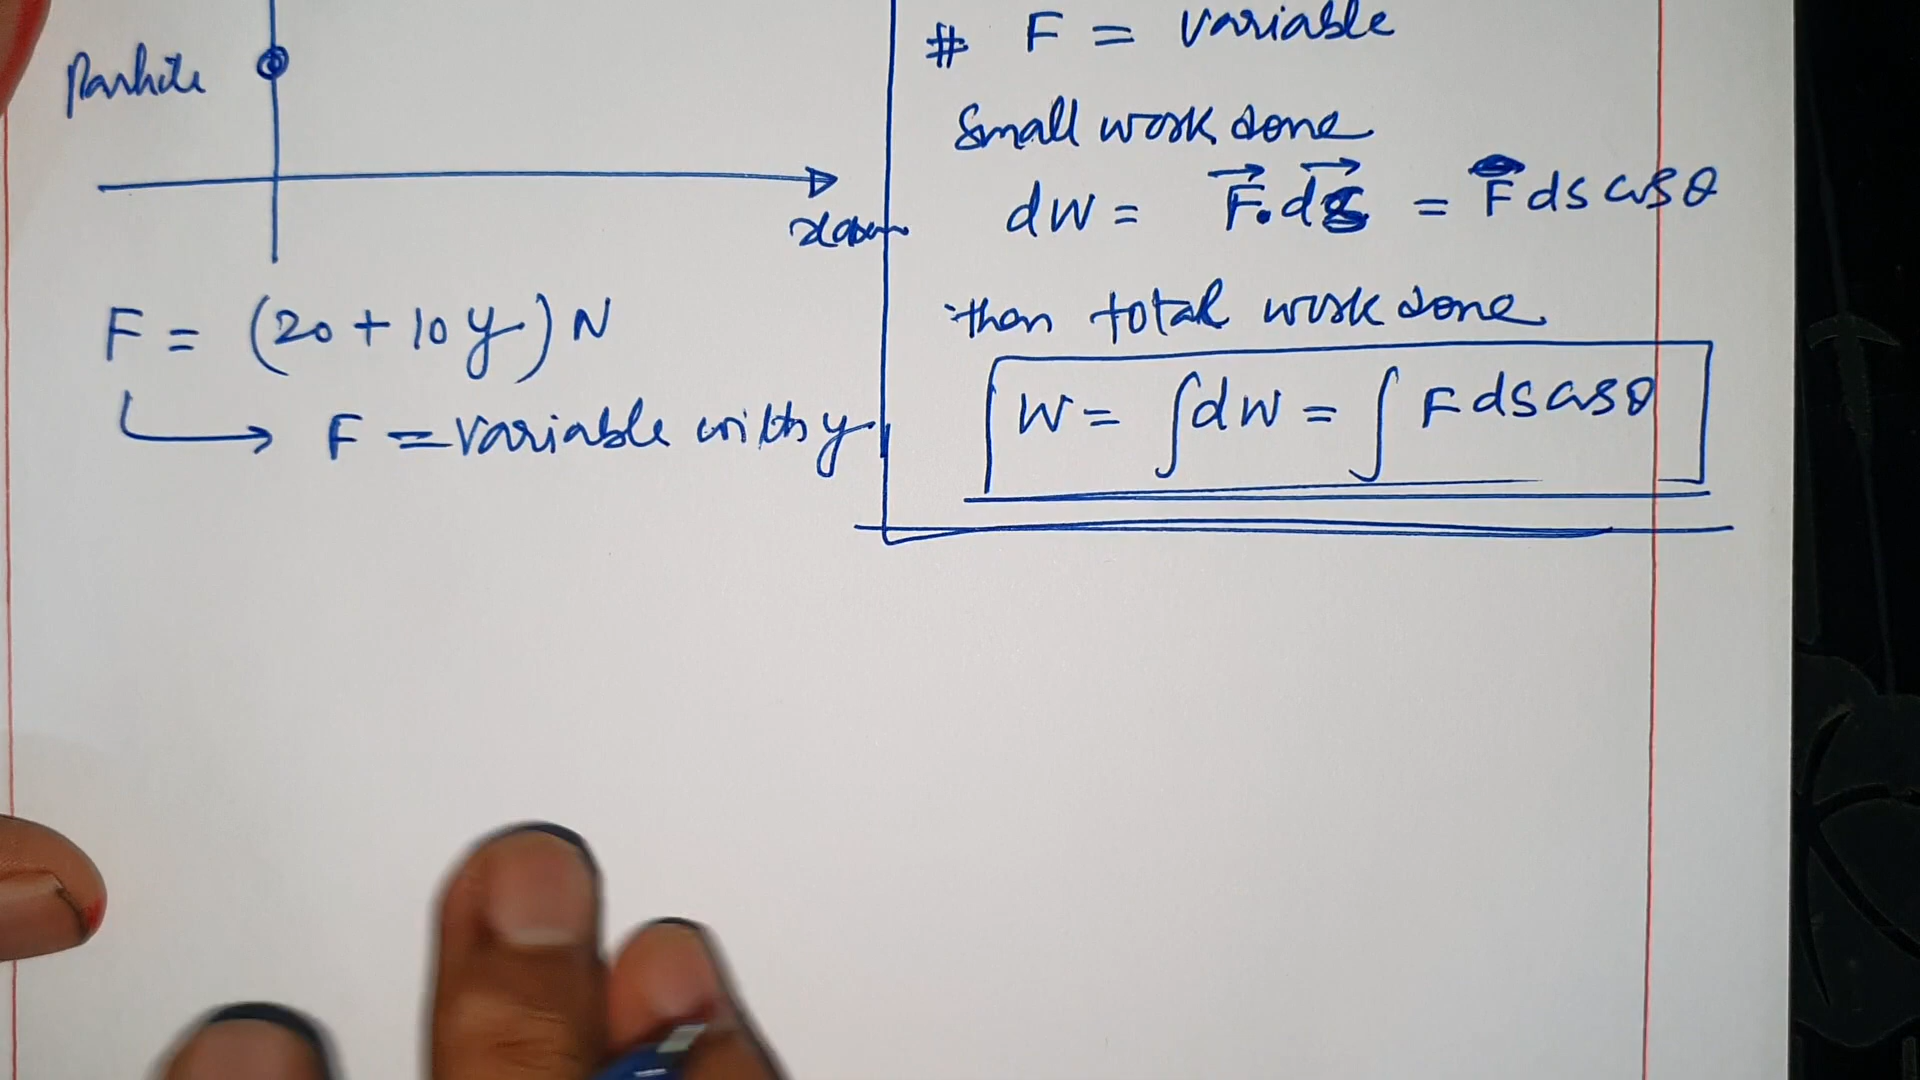 Particle
x axis
F = (20 + 10y) N
F = variable with y
# F = variable
Small work done
dW = F⃗.ds⃗ = F ds cosθ
then total work done
W = ∫dW = ∫ F ds cosθ